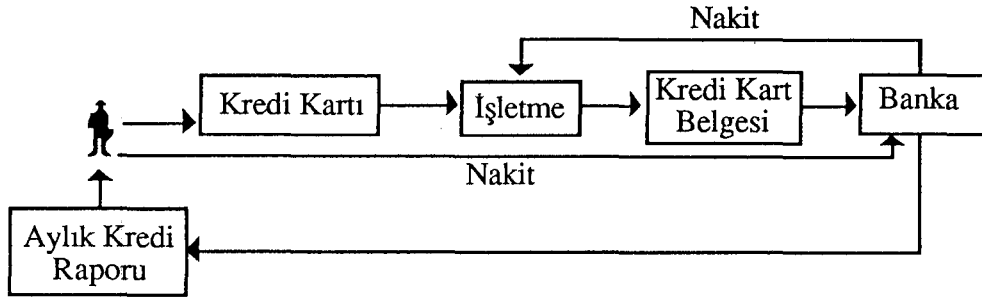 Nakit
Kredi Kartı
İşletme
Kredi Kart
Belgesi
Banka
Nakit
Aylık Kredi
Raporu